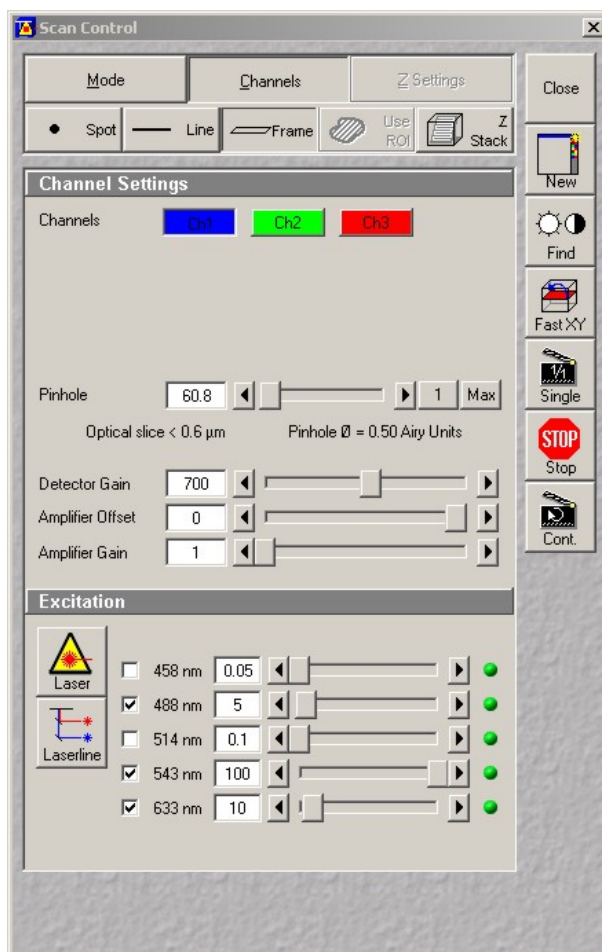 Scan Control
Mode Channels Z Settings
Spot Line Frame Use ROI Z Stack
Close
New
Find
Fast XY
1/1
Single
STOP
Stop
Cont.
Channel Settings
Channels Ch1 Ch2 Ch3
Pinhole 60.8 1 Max
Optical slice < 0.6 µm Pinhole Ø = 0.50 Airy Units
Detector Gain 700
Amplifier Offset 0
Amplifier Gain 1
Excitation
Laser
Laserline
458 nm 0.05
488 nm 5
514 nm 0.1
543 nm 100
633 nm 10